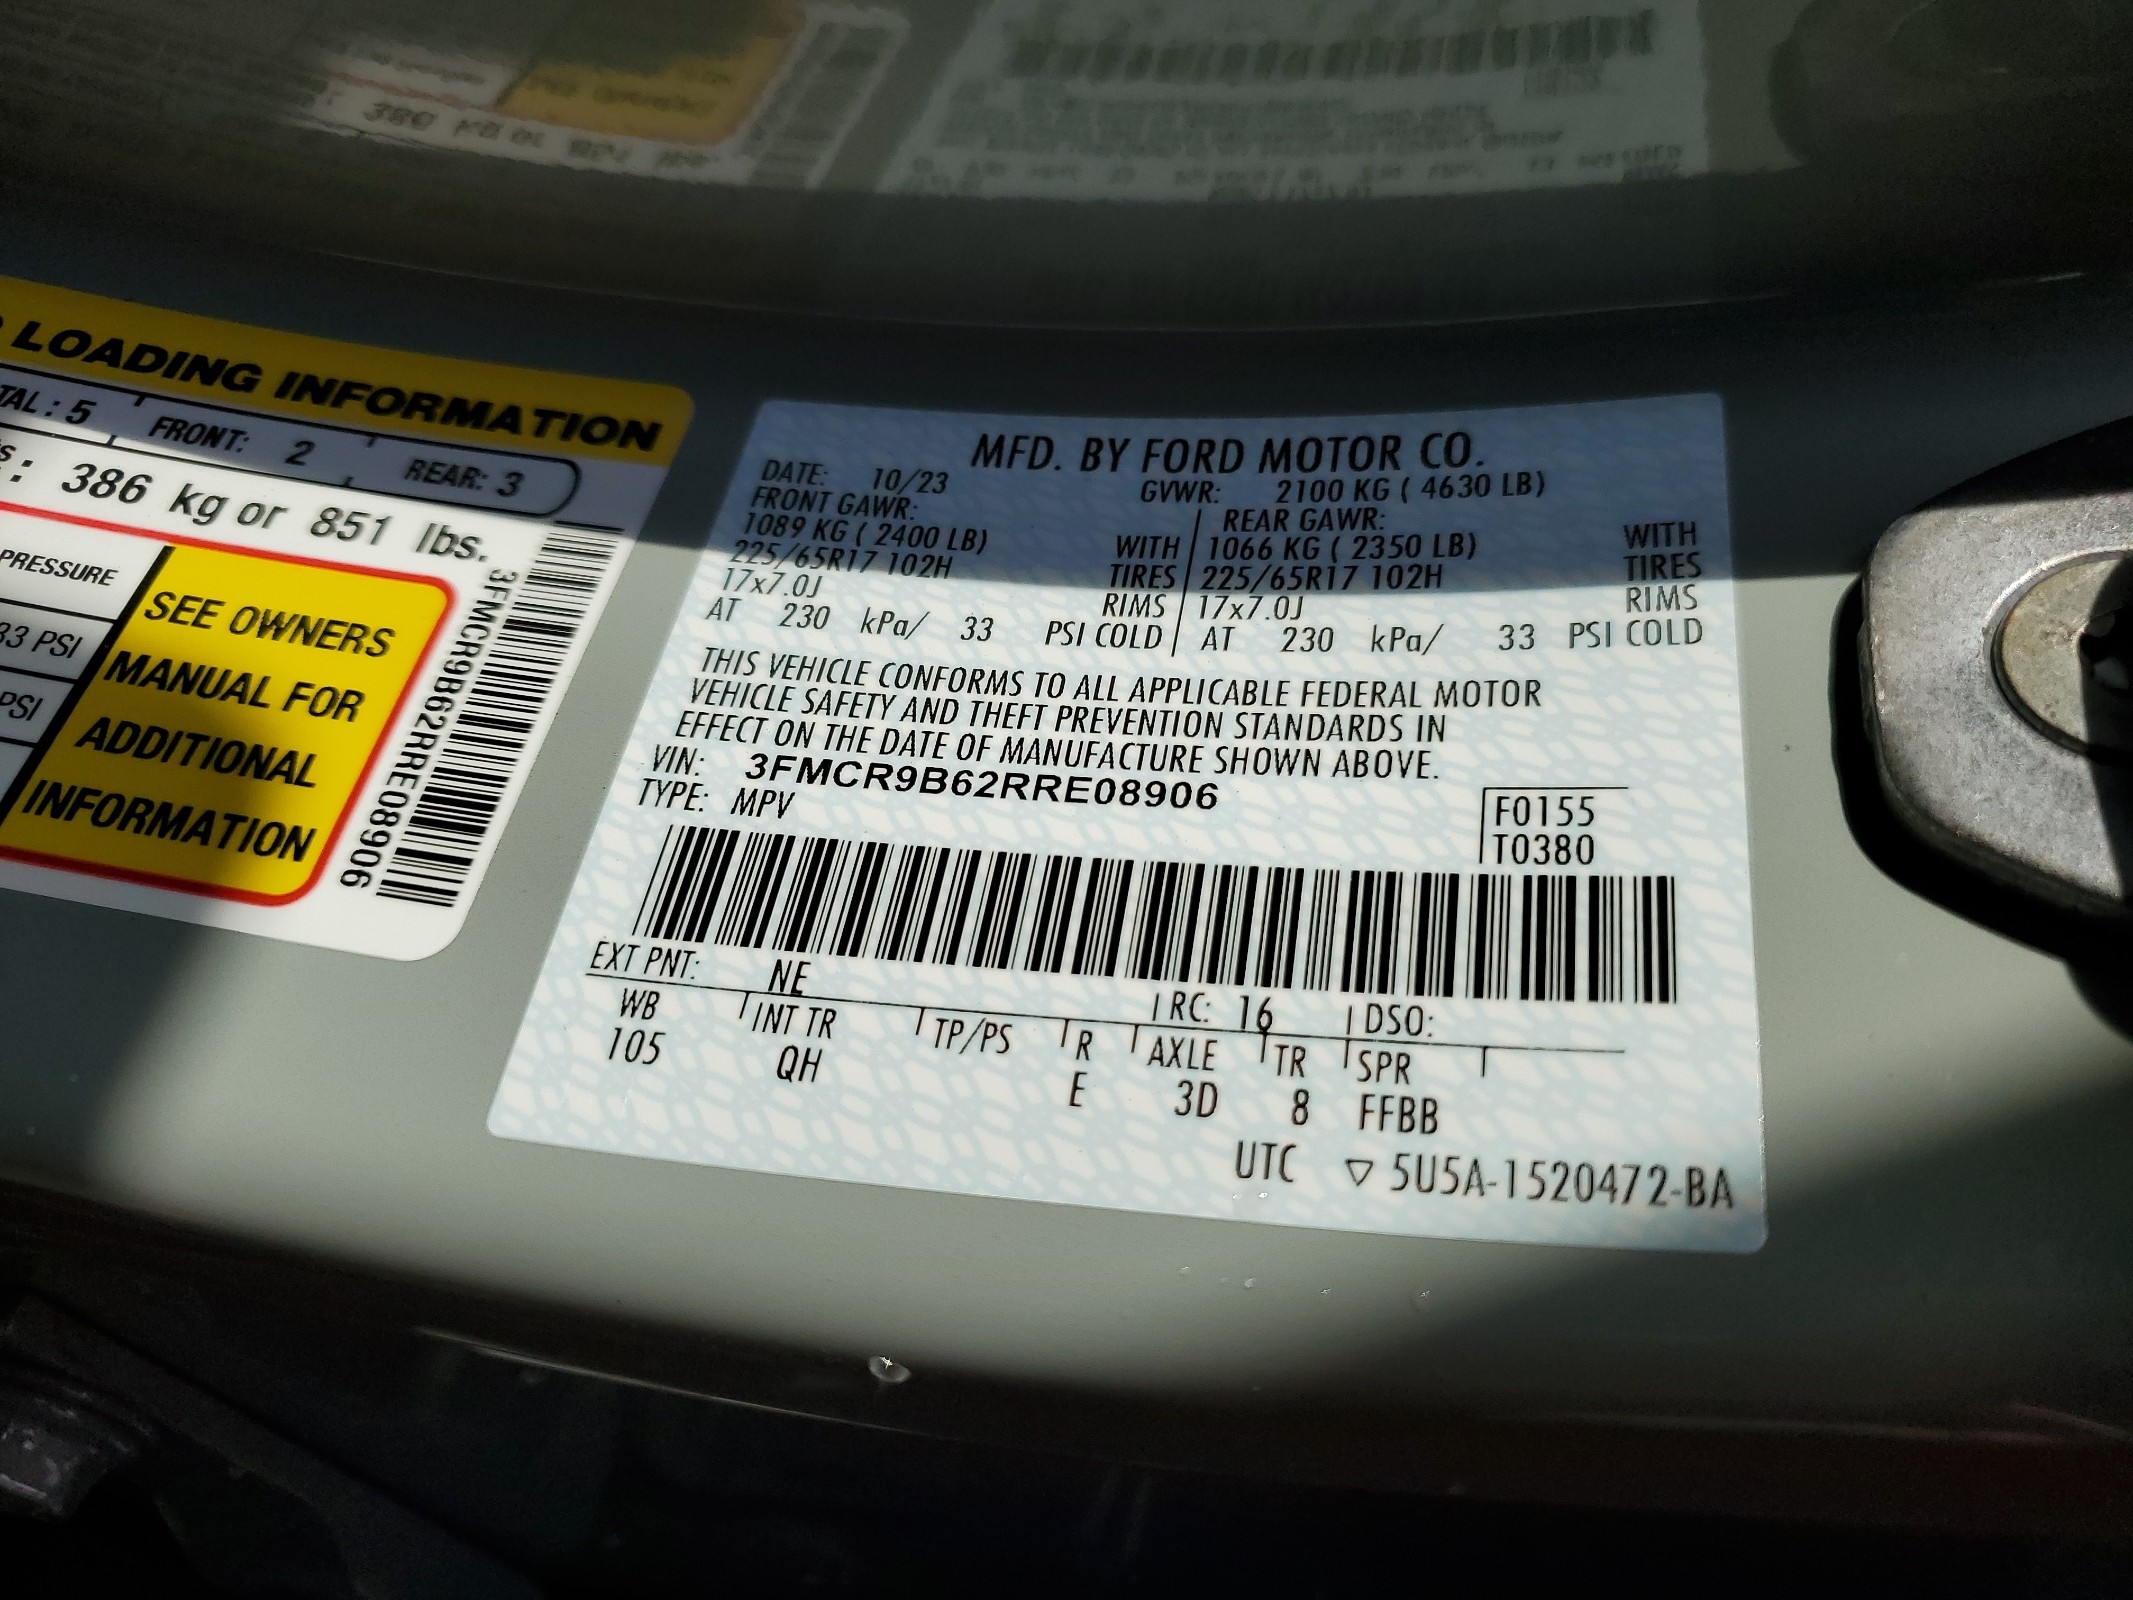 LOADING INFORMATION
TAL: 5 FRONT: 2 REAR: 3
: 386 kg or 851 lbs.
PRESSURE
33 PSI
PSI
SEE OWNERS
MANUAL FOR
ADDITIONAL
INFORMATION
3FMCR9B62RRE08906
MFD. BY FORD MOTOR CO.
DATE: 10/23 GVWR: 2100 KG ( 4630 LB)
FRONT GAWR: REAR GAWR:
1089 KG ( 2400 LB) WITH 1066 KG ( 2350 LB) WITH
225/65R17 102H TIRES 225/65R17 102H TIRES
17x7.0J RIMS 17x7.0J RIMS
AT 230 kPa/ 33 PSI COLD AT 230 kPa/ 33 PSI COLD
THIS VEHICLE CONFORMS TO ALL APPLICABLE FEDERAL MOTOR
VEHICLE SAFETY AND THEFT PREVENTION STANDARDS IN
EFFECT ON THE DATE OF MANUFACTURE SHOWN ABOVE.
VIN: 3FMCR9B62RRE08906
TYPE: MPV
F0155
T0380
EXT PNT: NE RC: 16 DSO:
WB INT TR TP/PS R AXLE TR SPR
105 QH E 3D 8 FFBB
UTC ▽ 5U5A-1520472-BA